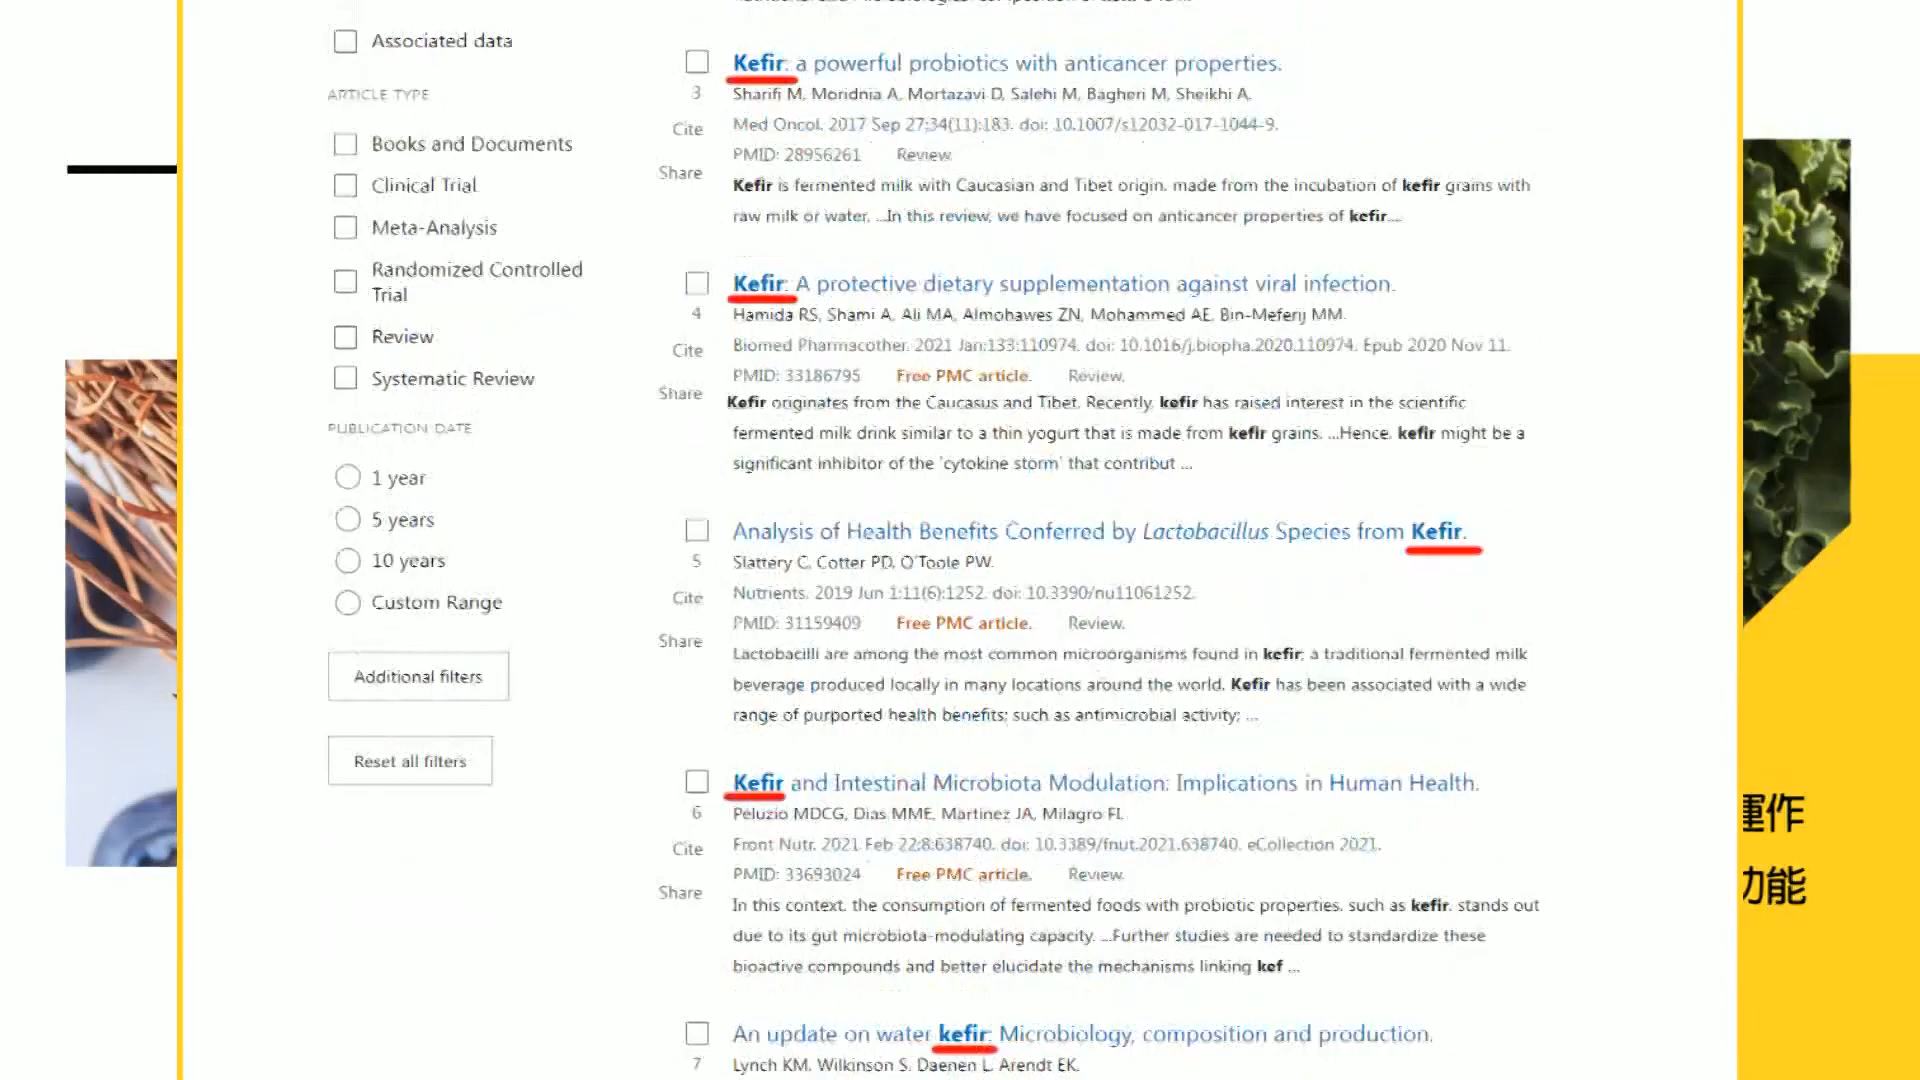 Associated data
ARTICLE TYPE
Books and Documents
Clinical Trial
Meta-Analysis
Randomized Controlled
Trial
Review
Systematic Review
PUBLICATION DATE
1 year
5 years
10 years
Custom Range
Additional filters
Reset all filters
Kefir: a powerful probiotics with anticancer properties.
3
Sharifi M, Moridnia A, Mortazavi D, Salehi M, Bagheri M, Sheikhi A.
Cite
Med Oncol. 2017 Sep 27;34(11):183. doi: 10.1007/s12032-017-1044-9.
PMID: 28956261 Review.
Share
Kefir is fermented milk with Caucasian and Tibet origin, made from the incubation of kefir grains with
raw milk or water. ...In this review, we have focused on anticancer properties of kefir....
Kefir: A protective dietary supplementation against viral infection.
4
Hamida RS, Shami A, Ali MA, Almohawes ZN, Mohammed AE, Bin-Meferij MM.
Cite
Biomed Pharmacother. 2021 Jan;133:110974. doi: 10.1016/j.biopha.2020.110974. Epub 2020 Nov 11.
PMID: 33186795 Free PMC article. Review.
Share
Kefir originates from the Caucasus and Tibet. Recently, kefir has raised interest in the scientific
fermented milk drink similar to a thin yogurt that is made from kefir grains. ...Hence, kefir might be a
significant inhibitor of the 'cytokine storm' that contribut ...
Analysis of Health Benefits Conferred by Lactobacillus Species from Kefir.
5
Slattery C, Cotter PD, O'Toole PW.
Cite
Nutrients. 2019 Jun 1;11(6):1252. doi: 10.3390/nu11061252.
PMID: 31159409 Free PMC article. Review.
Share
Lactobacilli are among the most common microorganisms found in kefir; a traditional fermented milk
beverage produced locally in many locations around the world. Kefir has been associated with a wide
range of purported health benefits; such as antimicrobial activity; ...
Kefir and Intestinal Microbiota Modulation: Implications in Human Health.
6
Peluzio MDCG, Dias MME, Martinez JA, Milagro FI.
Cite
Front Nutr. 2021 Feb 22;8:638740. doi: 10.3389/fnut.2021.638740. eCollection 2021.
PMID: 33693024 Free PMC article. Review.
Share
In this context, the consumption of fermented foods with probiotic properties, such as kefir, stands out
due to its gut microbiota-modulating capacity. ...Further studies are needed to standardize these
bioactive compounds and better elucidate the mechanisms linking kef ...
An update on water kefir: Microbiology, composition and production.
7
Lynch KM, Wilkinson S, Daenen L, Arendt EK.
運作
功能